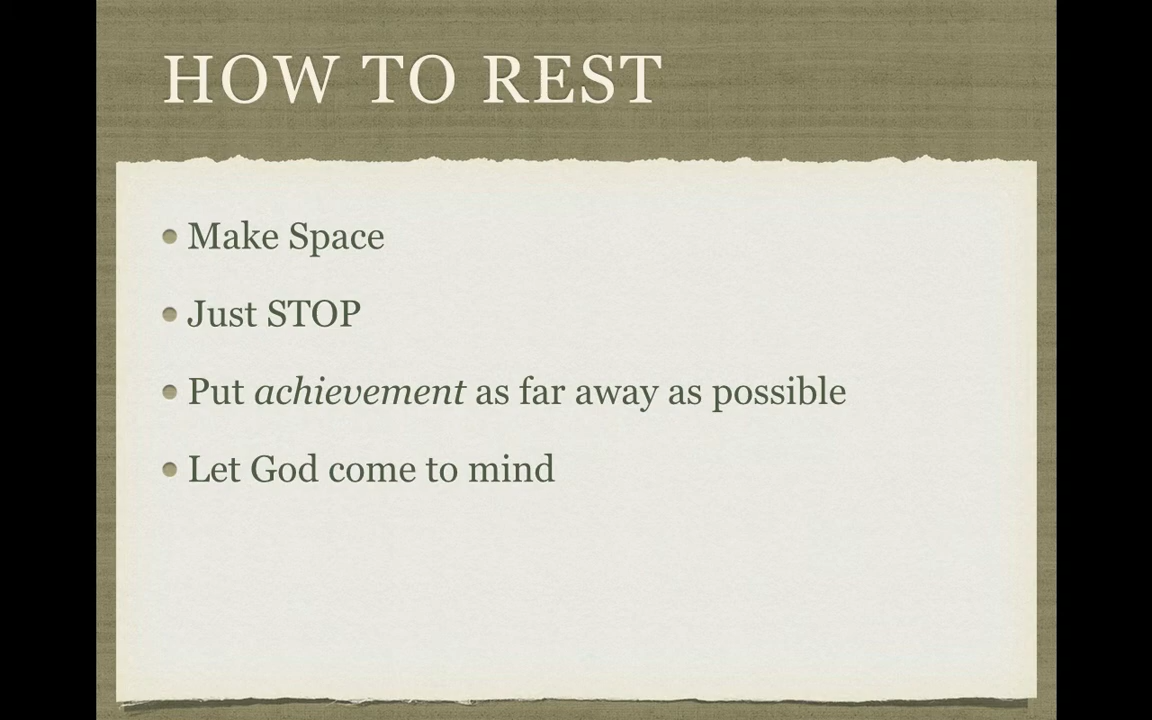 HOW TO REST
Make Space
Just STOP
Put achievement as far away as possible
Let God come to mind